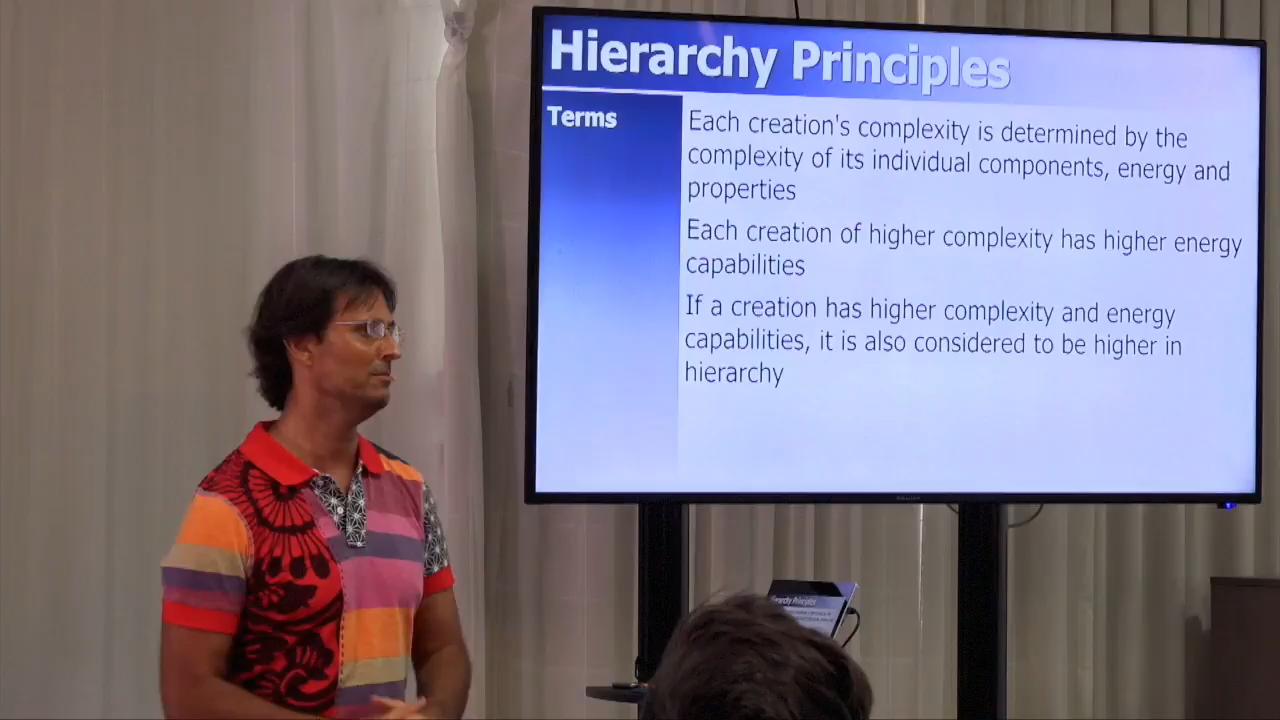 Hierarchy Principles
Terms
Each creation's complexity is determined by the
complexity of its individual components, energy and
properties
Each creation of higher complexity has higher energy
capabilities
If a creation has higher complexity and energy
capabilities, it is also considered to be higher in
hierarchy
Hierarchy Principles